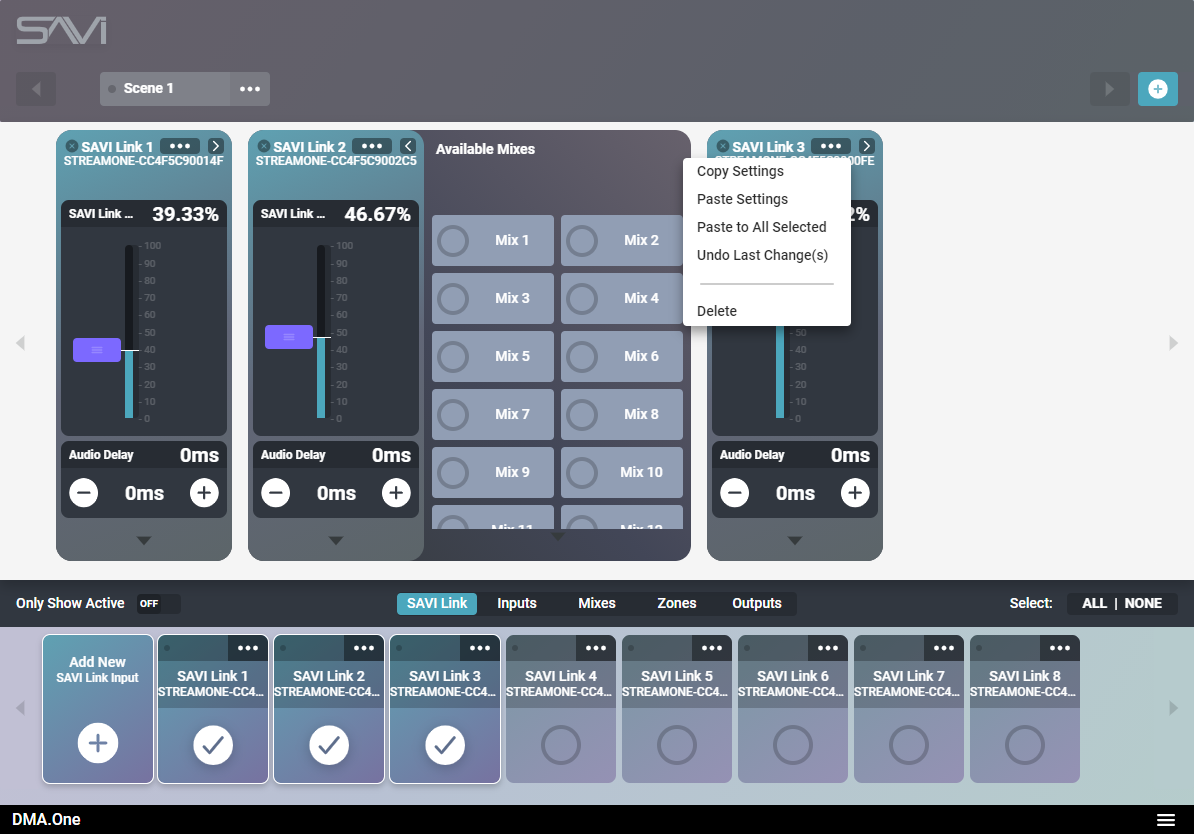 SAVI
Scene 1
SAVI Link 1
STREAMONE-CC4F5C90014F
SAVI Link ... 39.33%
100
90
80
70
60
50
40
30
20
10
0
Audio Delay 0ms
0ms
SAVI Link 2
STREAMONE-CC4F5C9002C5
SAVI Link ... 46.67%
100
90
80
70
60
50
40
30
20
10
0
Audio Delay 0ms
0ms
Available Mixes
Mix 1 Mix 2
Mix 3 Mix 4
Mix 5 Mix 6
Mix 7 Mix 8
Mix 9 Mix 10
Mix 11 Mix 12
SAVI Link 3
Copy Settings
Paste Settings
Paste to All Selected
Undo Last Change(s)
Delete
50
40
30
20
10
0
Audio Delay 0ms
0ms
Only Show Active OFF
SAVI Link Inputs Mixes Zones Outputs
Select: ALL | NONE
Add New
SAVI Link Input
SAVI Link 1
STREAMONE-CC4...
SAVI Link 2
STREAMONE-CC4...
SAVI Link 3
STREAMONE-CC4...
SAVI Link 4
STREAMONE-CC4...
SAVI Link 5
STREAMONE-CC4...
SAVI Link 6
STREAMONE-CC4...
SAVI Link 7
STREAMONE-CC4...
SAVI Link 8
STREAMONE-CC4...
DMA.One